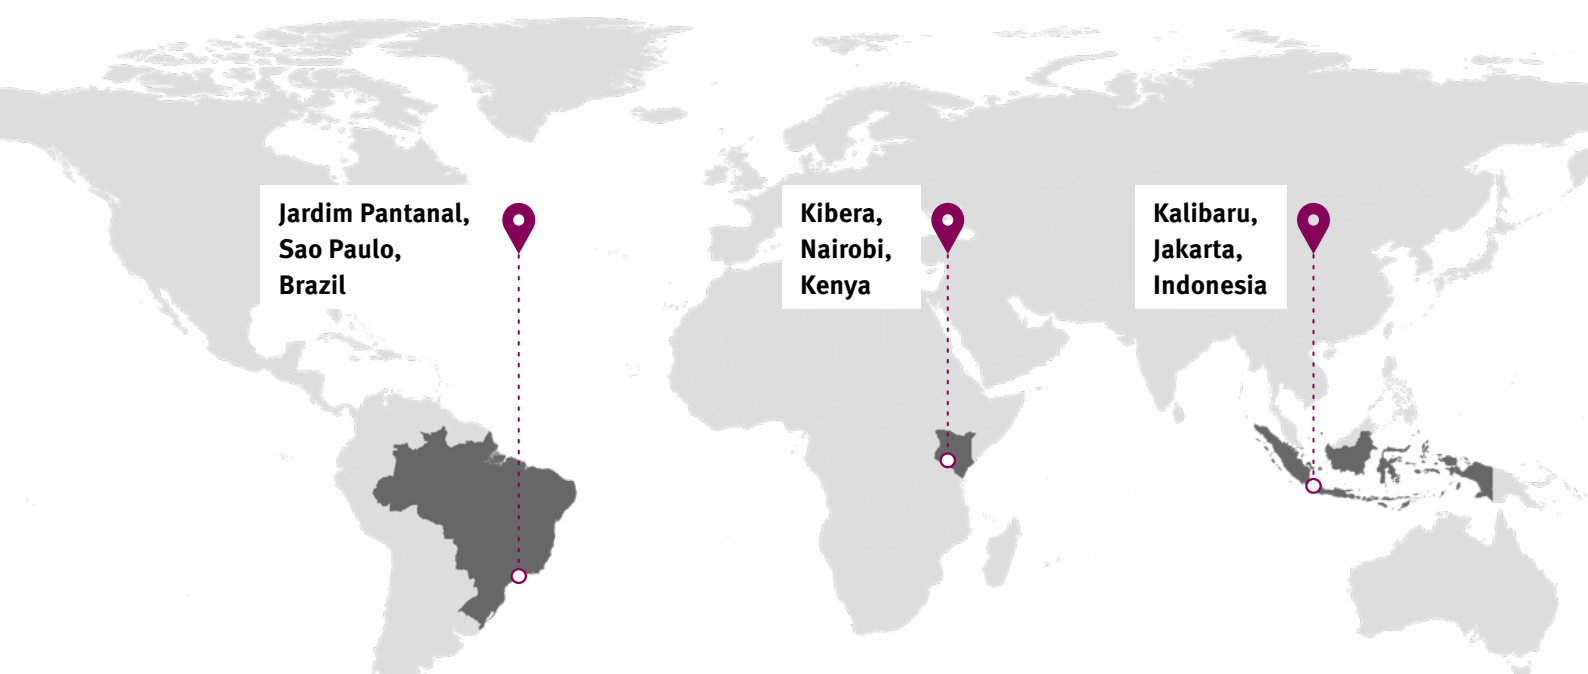 Jardim Pantanal,
Sao Paulo,
Brazil
Kibera,
Nairobi,
Kenya
Kalibaru,
Jakarta,
Indonesia